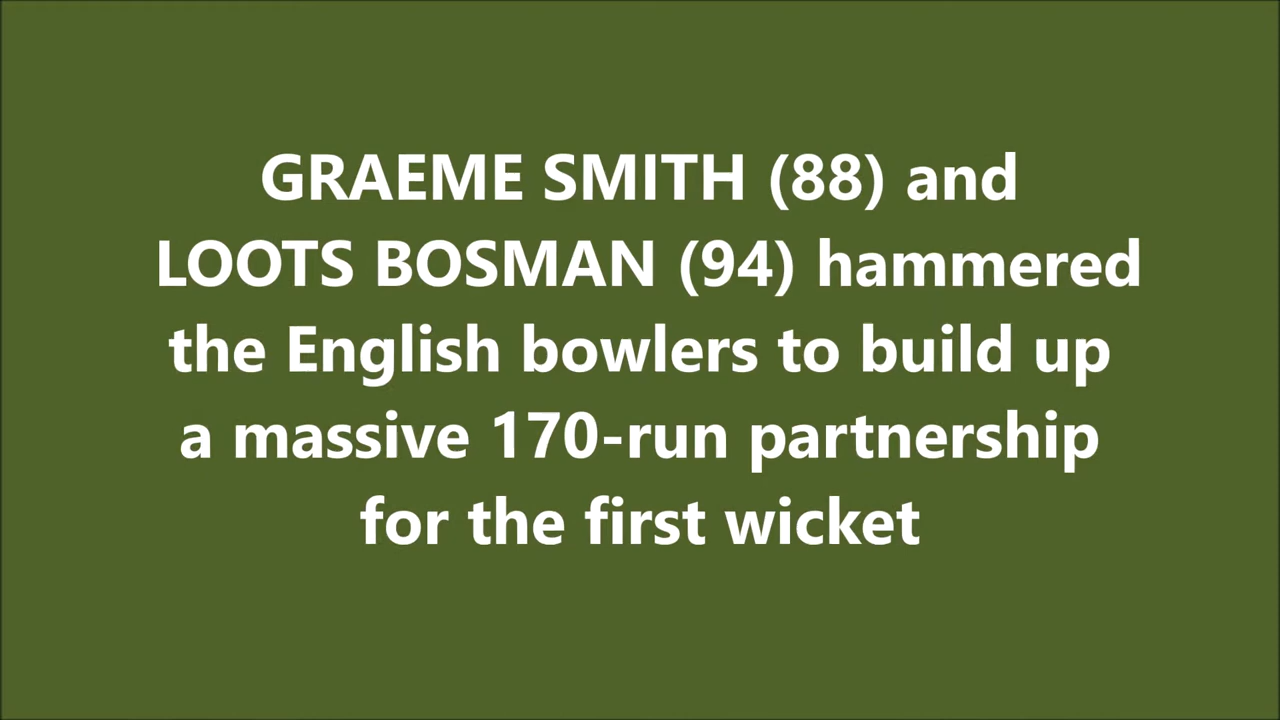 GRAEME SMITH (88) and
LOOTS BOSMAN (94) hammered
the English bowlers to build up
a massive 170-run partnership
for the first wicket